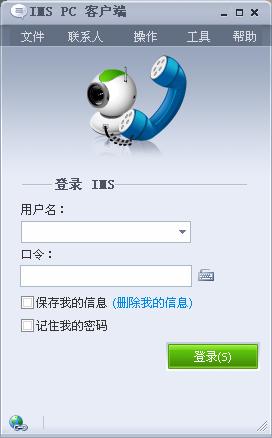 IMS PC 客户端
文件 联系人 操作 工具 帮助
登录 IMS
用户名：
口令：
保存我的信息 (删除我的信息)
记住我的密码
登录(S)